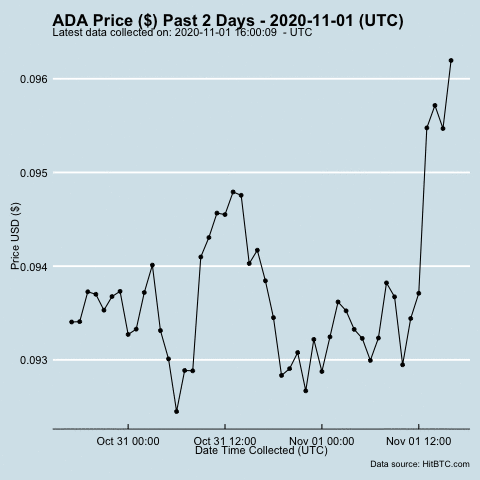 ADA Price ($) Past 2 Days - 2020-11-01 (UTC)
Latest data collected on: 2020-11-01 16:00:09  - UTC
0.096
0.095
0.094
0.093
Price USD ($)
Oct 31 00:00
Oct 31 12:00
Nov 01 00:00
Nov 01 12:00
Date Time Collected (UTC)
Data source: HitBTC.com